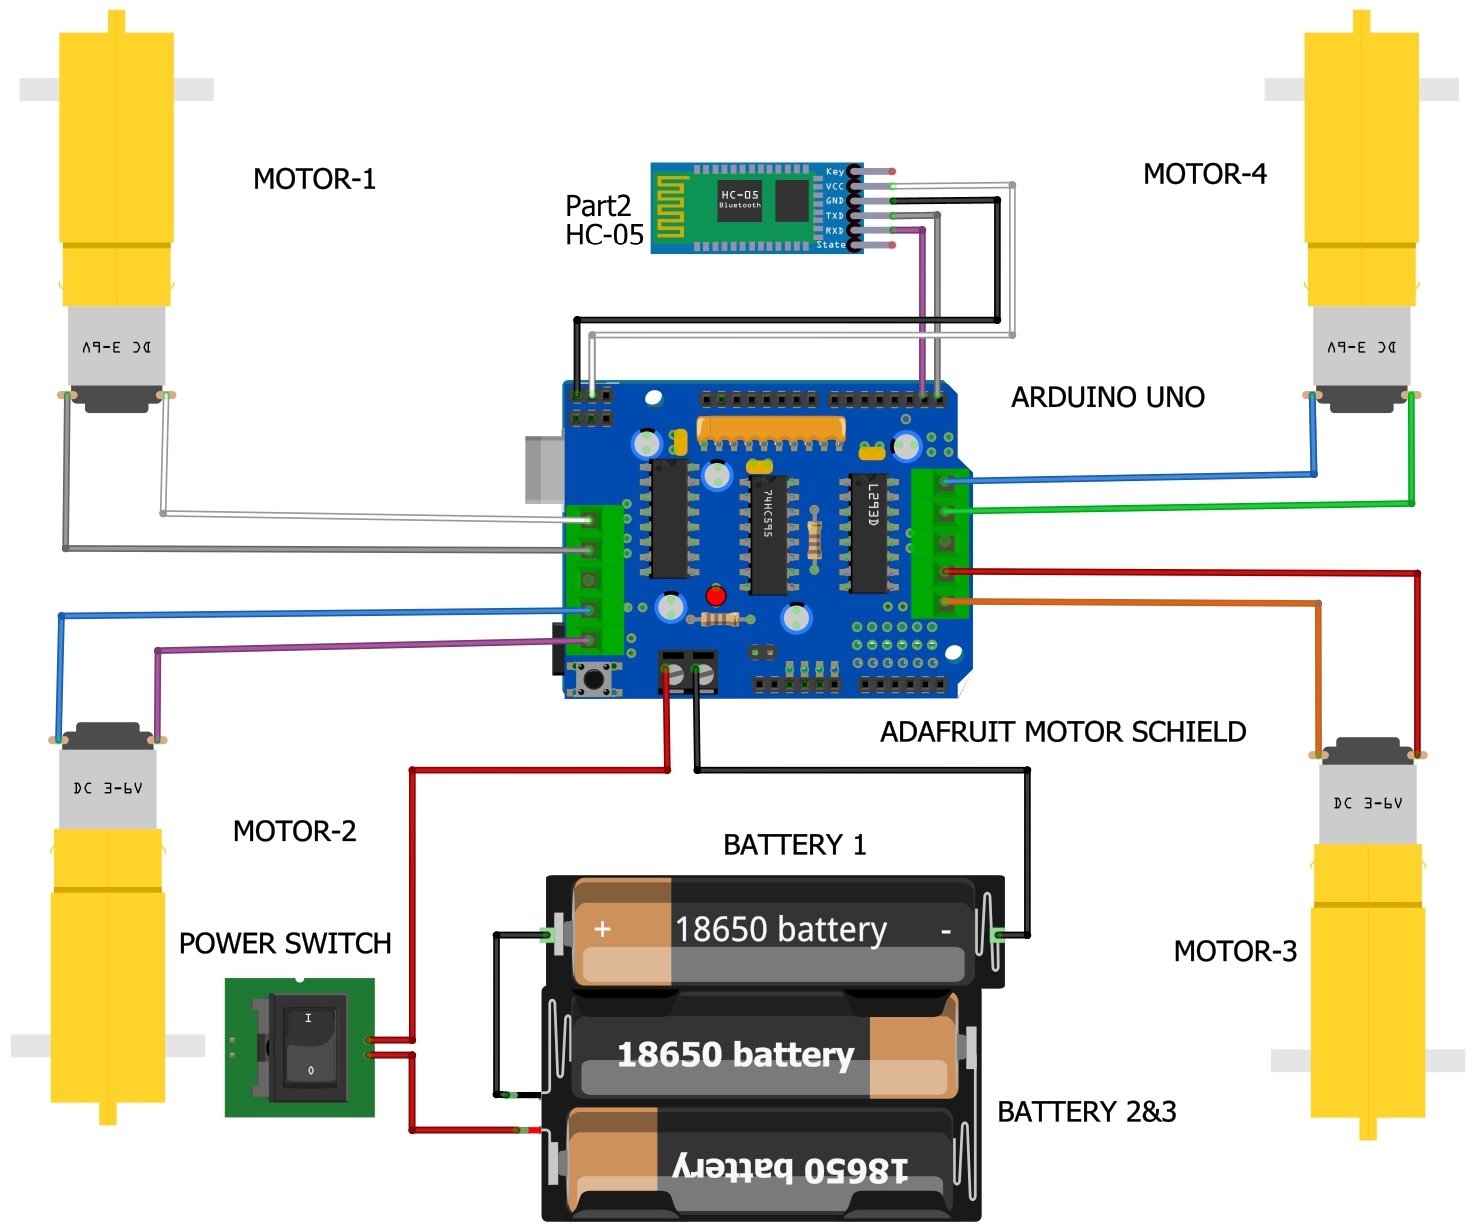 MOTOR-1
MOTOR-4
Part2
HC-05
HC-05
Bluetooth
Key
VCC
GND
TXD
RXD
State
DC 3-6V
DC 3-6V
ARDUINO UNO
74HC595
L293D
ADAFRUIT MOTOR SCHIELD
DC 3-6V
DC 3-6V
MOTOR-2
BATTERY 1
+ 18650 battery -
POWER SWITCH
MOTOR-3
I
O
18650 battery
BATTERY 2&3
18650 battery